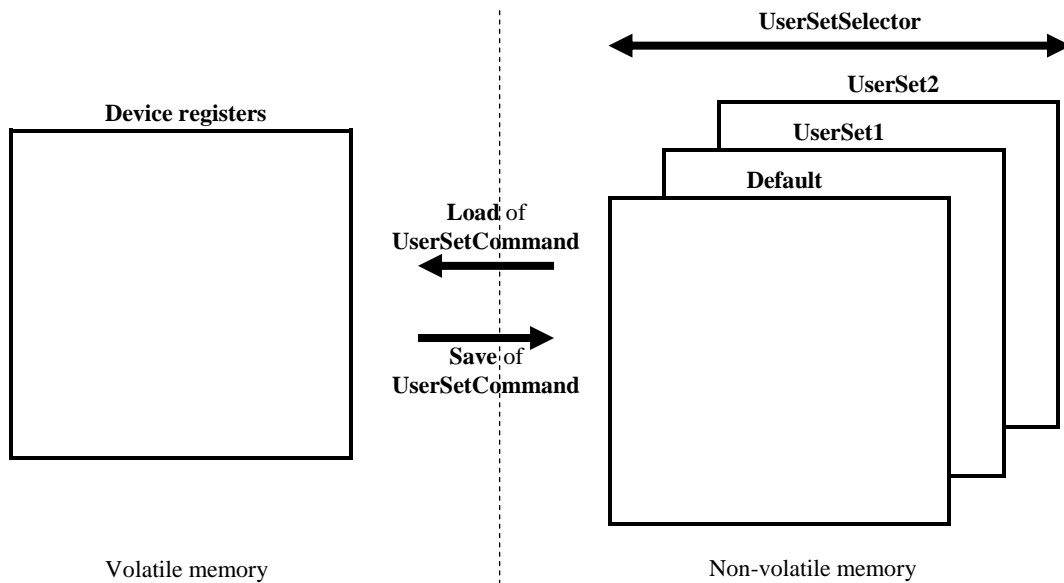 UserSetSelector
UserSet2
Device registers
UserSet1
Default
Load of
UserSetCommand
Save of
UserSetCommand
Volatile memory
Non-volatile memory